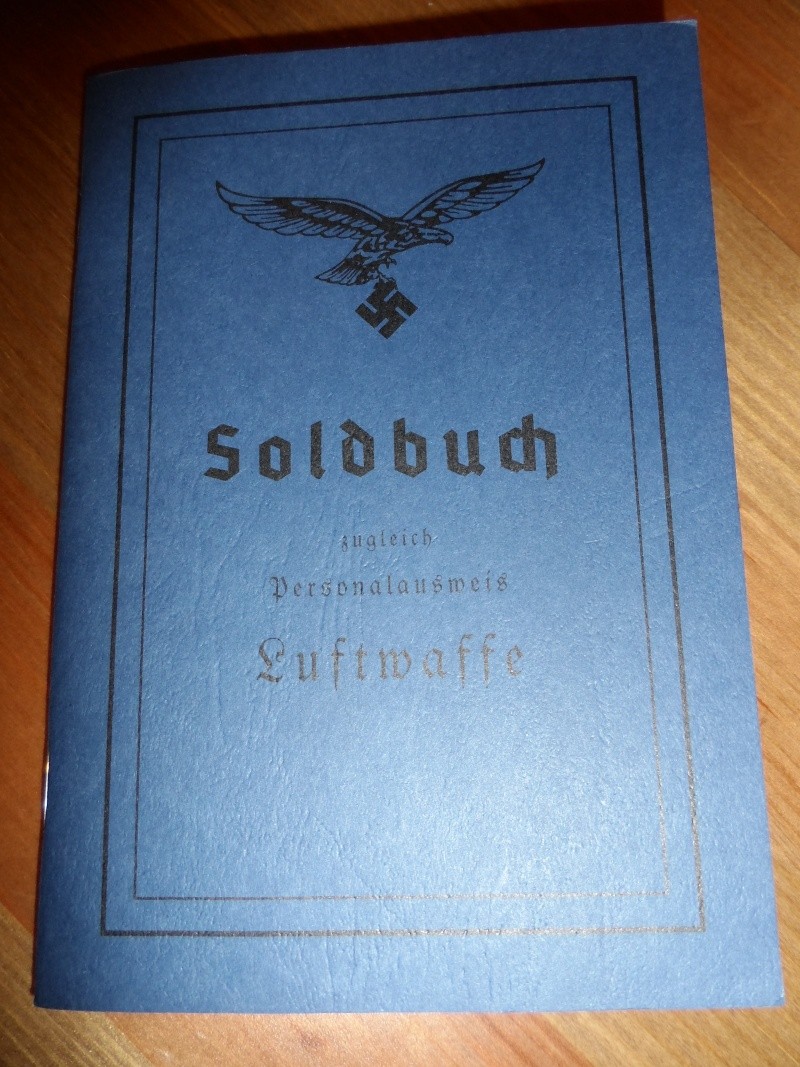 Soldbuch
zugleich
Personalausweis
Luftwaffe